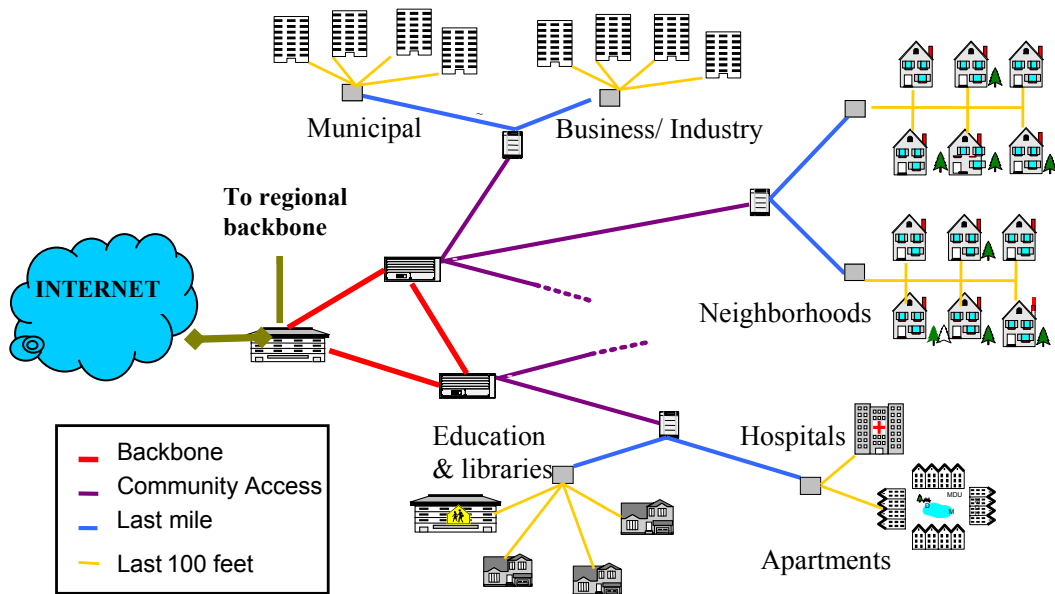 Municipal
Business/ Industry
To regional
backbone
INTERNET
Neighborhoods
Education
& libraries
Hospitals
MDU
M
Apartments
Backbone
Community Access
Last mile
Last 100 feet